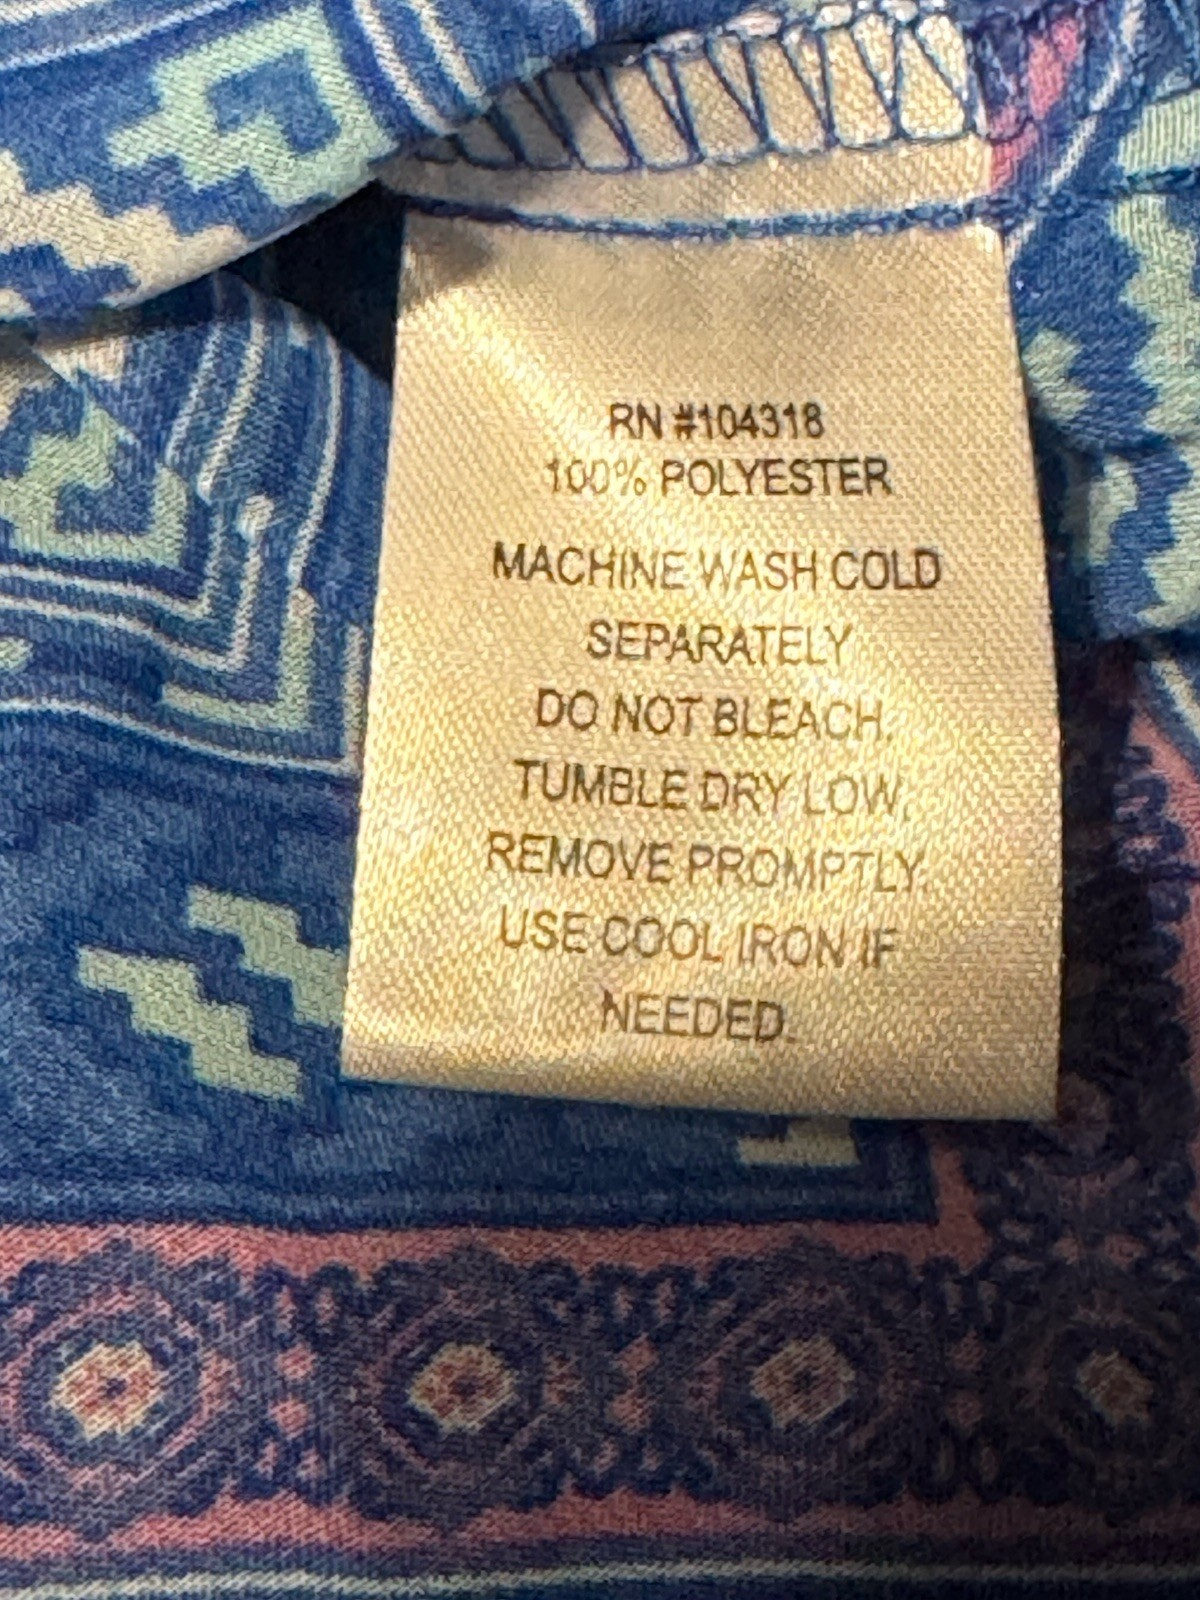 RN #104318
100% POLYESTER
MACHINE WASH COLD
SEPARATELY
DO NOT BLEACH.
TUMBLE DRY LOW,
REMOVE PROMPTLY.
USE COOL IRON IF
NEEDED.